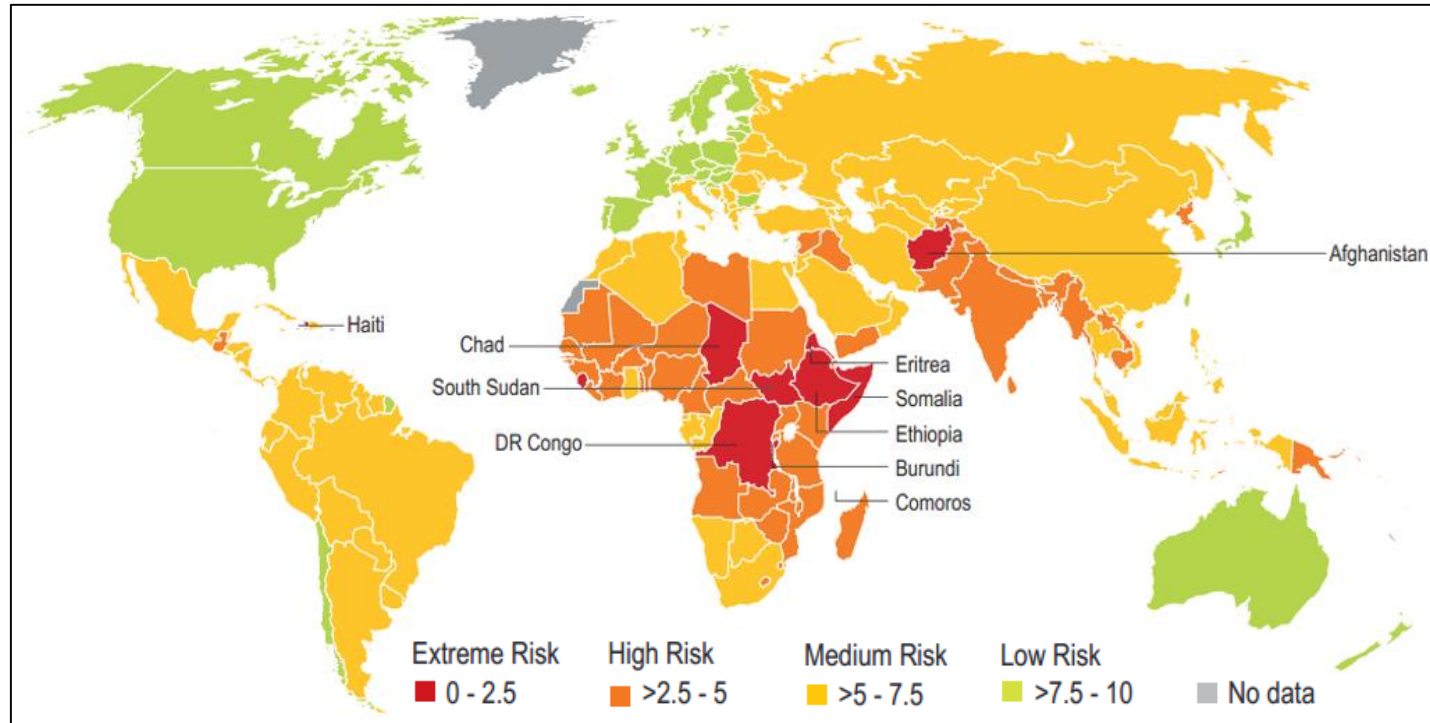 Afghanistan
Haiti
Chad
Eritrea
South Sudan
Somalia
Ethiopia
DR Congo
Burundi
Comoros
Extreme Risk
0 - 2.5
High Risk
>2.5 - 5
Medium Risk
>5 - 7.5
Low Risk
>7.5 - 10
No data